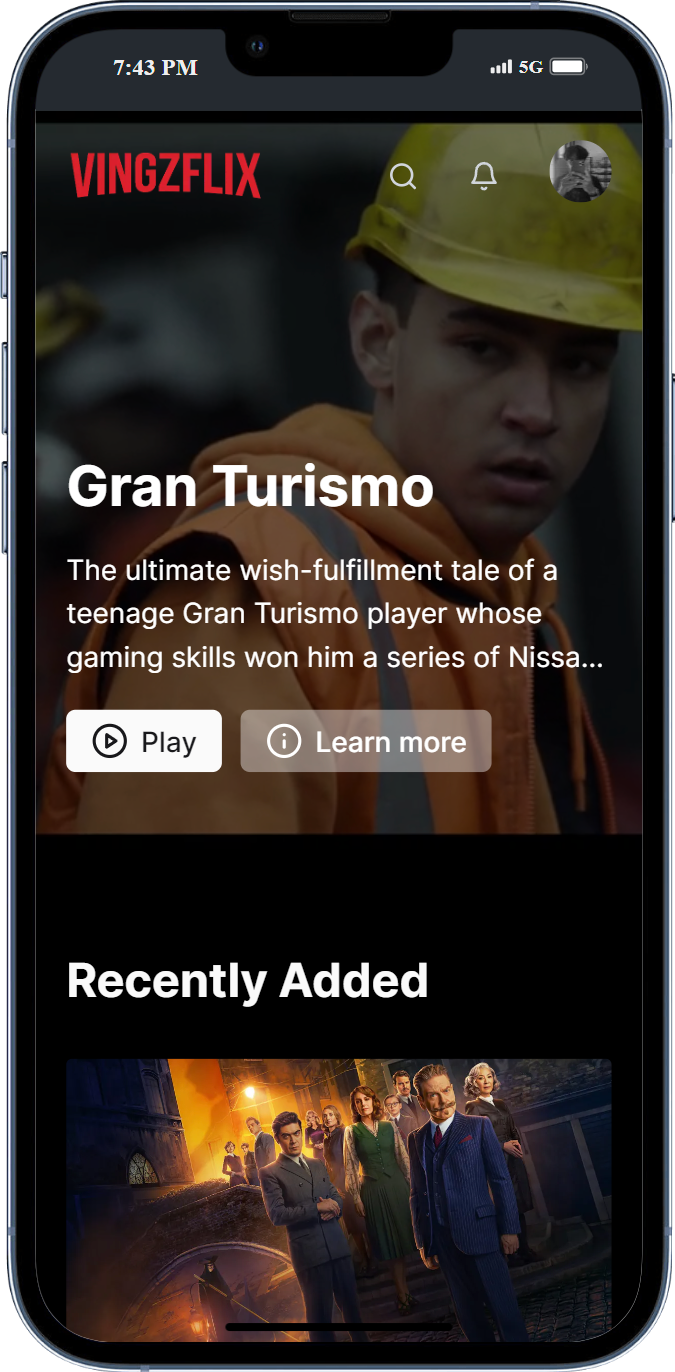 7:43 PM 5G
VINGZFLIX
Gran Turismo
The ultimate wish-fulfillment tale of a
teenage Gran Turismo player whose
gaming skills won him a series of Nissa...
Play Learn more
Recently Added